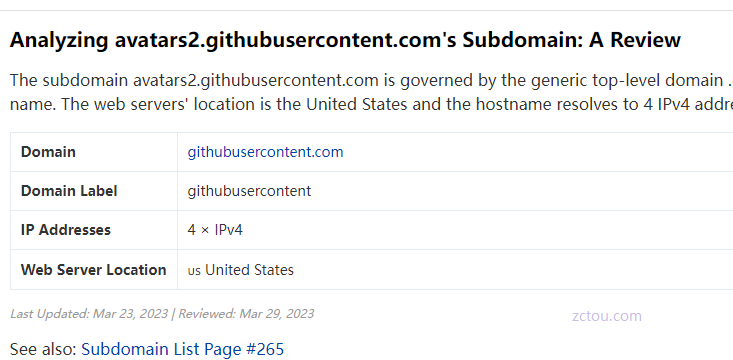 Analyzing avatars2.githubusercontent.com's Subdomain: A Review
The subdomain avatars2.githubusercontent.com is governed by the generic top-level domain .
name. The web servers' location is the United States and the hostname resolves to 4 IPv4 addre
Domain githubusercontent.com
Domain Label githubusercontent
IP Addresses 4 × IPv4
Web Server Location us United States
Last Updated: Mar 23, 2023 | Reviewed: Mar 29, 2023
zctou.com
See also: Subdomain List Page #265